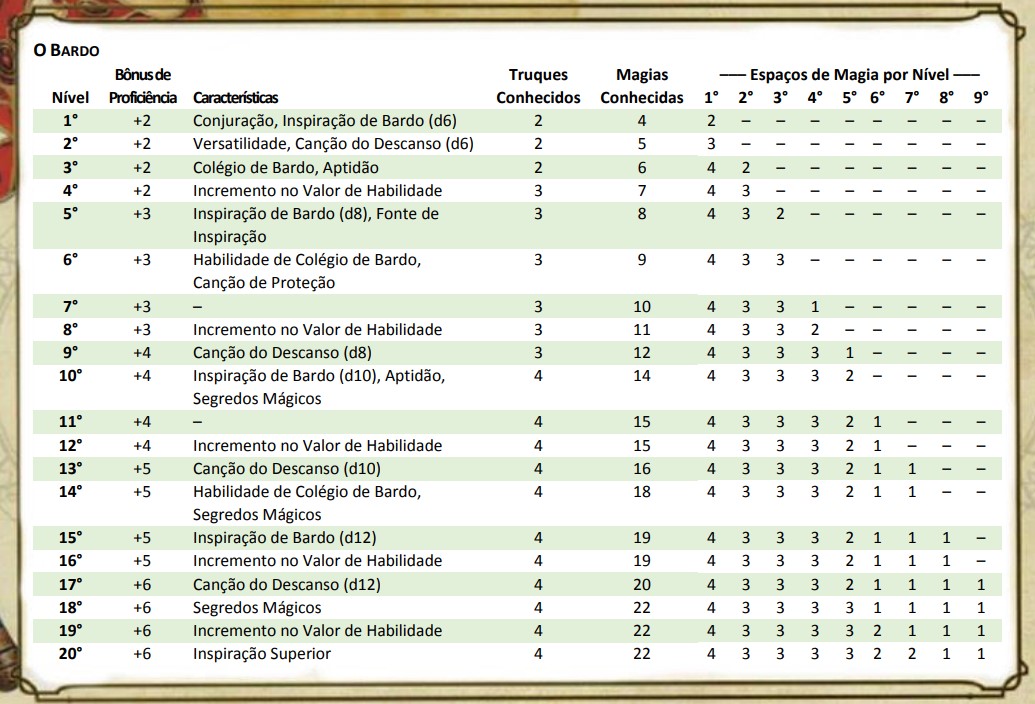 O BARDO
Bônus de Truques Magias —— Espaços de Magia por Nível ——
Nível Proficiência Características Conhecidos Conhecidas 1° 2° 3° 4° 5° 6° 7° 8° 9°
1° +2 Conjuração, Inspiração de Bardo (d6) 2 4 2 – – – – – – – –
2° +2 Versatilidade, Canção do Descanso (d6) 2 5 3 – – – – – – – –
3° +2 Colégio de Bardo, Aptidão 2 6 4 2 – – – – – – –
4° +2 Incremento no Valor de Habilidade 3 7 4 3 – – – – – – –
5° +3 Inspiração de Bardo (d8), Fonte de 3 8 4 3 2 – – – – – –
Inspiração
6° +3 Habilidade de Colégio de Bardo, 3 9 4 3 3 – – – – – –
Canção de Proteção
7° +3 – 3 10 4 3 3 1 – – – – –
8° +3 Incremento no Valor de Habilidade 3 11 4 3 3 2 – – – – –
9° +4 Canção do Descanso (d8) 3 12 4 3 3 3 1 – – – –
10° +4 Inspiração de Bardo (d10), Aptidão, 4 14 4 3 3 3 2 – – – –
Segredos Mágicos
11° +4 – 4 15 4 3 3 3 2 1 – – –
12° +4 Incremento no Valor de Habilidade 4 15 4 3 3 3 2 1 – – –
13° +5 Canção do Descanso (d10) 4 16 4 3 3 3 2 1 1 – –
14° +5 Habilidade de Colégio de Bardo, 4 18 4 3 3 3 2 1 1 – –
Segredos Mágicos
15° +5 Inspiração de Bardo (d12) 4 19 4 3 3 3 2 1 1 1 –
16° +5 Incremento no Valor de Habilidade 4 19 4 3 3 3 2 1 1 1 –
17° +6 Canção do Descanso (d12) 4 20 4 3 3 3 2 1 1 1 1
18° +6 Segredos Mágicos 4 22 4 3 3 3 3 1 1 1 1
19° +6 Incremento no Valor de Habilidade 4 22 4 3 3 3 3 2 1 1 1
20° +6 Inspiração Superior 4 22 4 3 3 3 3 2 2 1 1